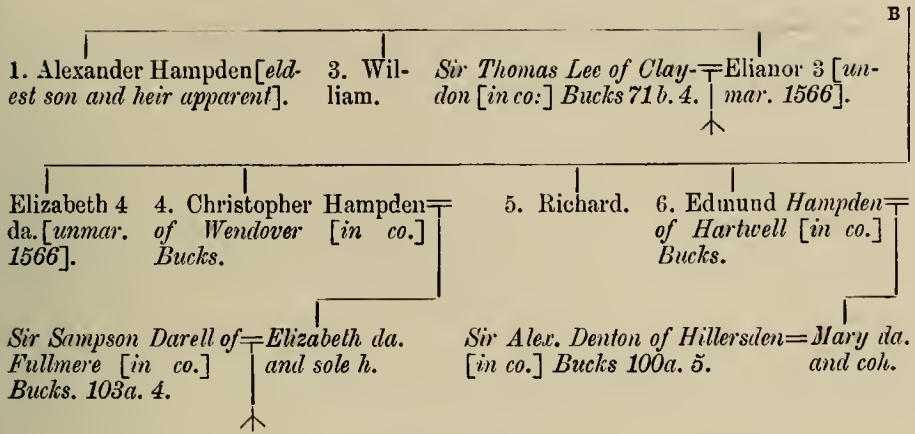 B
1. Alexander Hampden [eldest son and heir apparent].
3. William.
Sir Thomas Lee of Claydon [in co:] Bucks 71b. 4.
Elianor 3 [unmar. 1566].
Elizabeth 4 da. [unmar. 1566].
4. Christopher Hampden of Wendover [in co.] Bucks.
5. Richard.
6. Edmund Hampden of Hartwell [in co.] Bucks.
Sir Sampson Darell of Fullmere [in co.] Bucks. 103a. 4.
Elizabeth da. and sole h.
Sir Alex. Denton of Hillersden [in co.] Bucks 100a. 5.
Mary da. and coh.